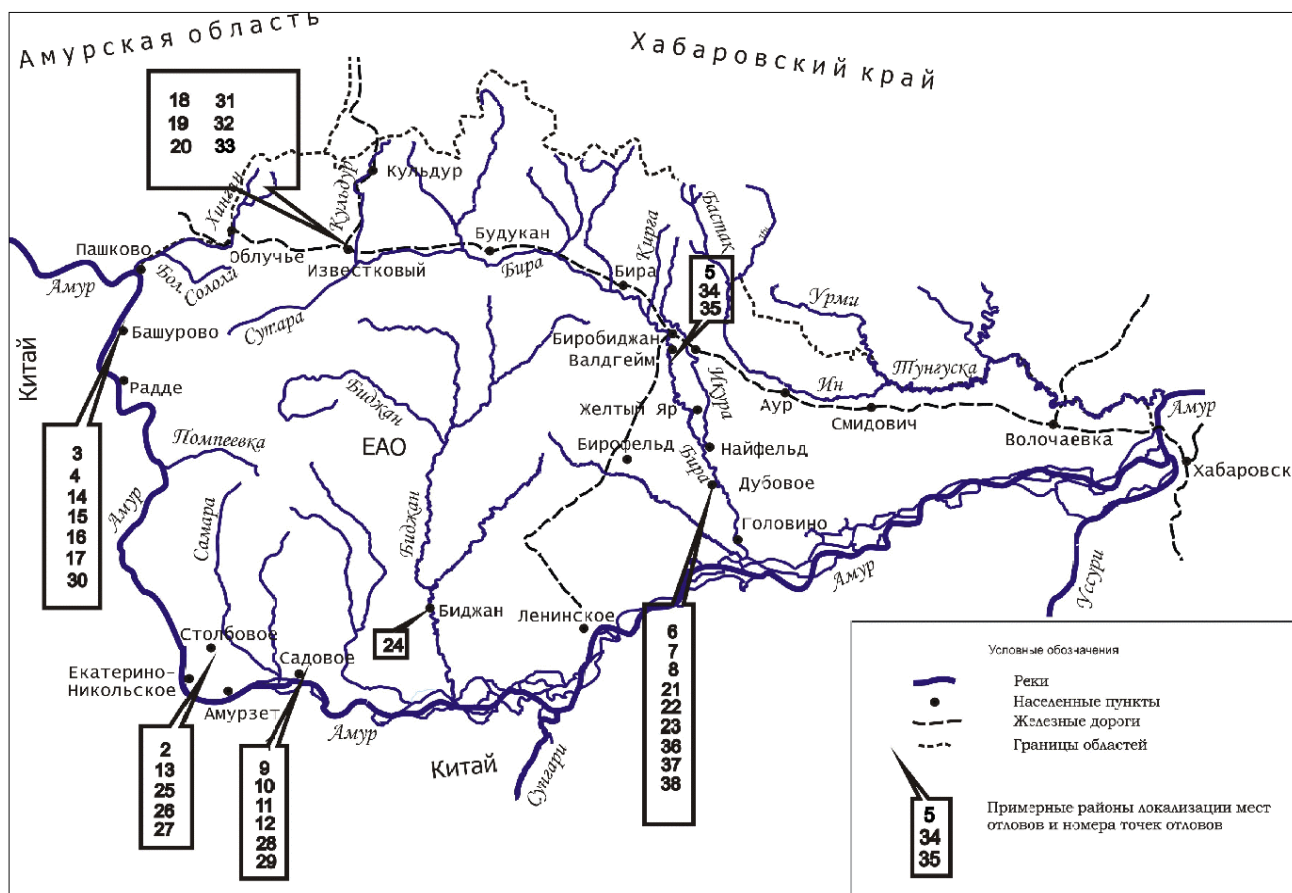 Амурская область
Хабаровский край
18 31
19 32
20 33
Хинган
Кульдур
Кульдур
Пашково
Облучье
Известковый
Будукан
Бира
Бира
Кирга
Бастак
Ин
5
34
35
Урми
Амур
Бол. Сололи
Сутара
Башурово
Китай
Радде
Биробиджан
Валдгейм
Икура
Ин
Тунгуска
Аур
Смидович
Волочаевка
Амур
Хабаровск
Желтый Яр
Биджан
ЕАО
Бирофельд
Найфельд
Бира
Дубовое
Головино
3
4
14
15
16
17
30
Помпеевка
Амур
Самара
Биджан
Амур
Уссури
Биджан
24
Ленинское
Столбовое
Садовое
Екатерино-
Никольское
Амурзет
Амур
Китай
Сунгари
2
13
25
26
27
9
10
11
12
28
29
6
7
8
21
22
23
36
37
38
Условные обозначения
Реки
Населенные пункты
Железные дороги
Границы областей
5
34
35
Примерные районы локализации мест
отловов и номера точек отловов